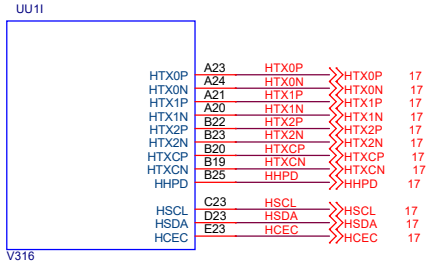 UU1I
HTX0P A23 HTX0P HTX0P 17
HTX0N A24 HTX0N HTX0N 17
HTX1P A21 HTX1P HTX1P 17
HTX1N A20 HTX1N HTX1N 17
HTX2P B22 HTX2P HTX2P 17
HTX2N B23 HTX2N HTX2N 17
HTXCP B20 HTXCP HTXCP 17
HTXCN B19 HTXCN HTXCN 17
HHPD B25 HHPD HHPD 17
HSCL C23 HSCL HSCL 17
HSDA D23 HSDA HSDA 17
HCEC E23 HCEC HCEC 17
V316